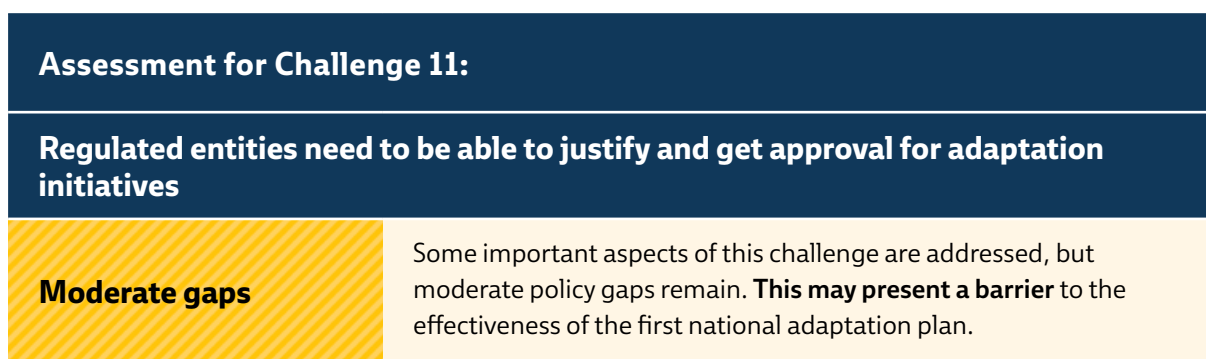 Assessment for Challenge 11:
Regulated entities need to be able to justify and get approval for adaptation
initiatives
Moderate gaps
Some important aspects of this challenge are addressed, but
moderate policy gaps remain. This may present a barrier to the
effectiveness of the first national adaptation plan.